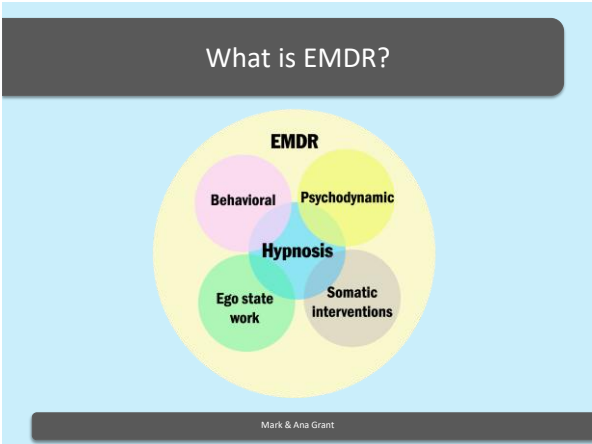 What is EMDR?
EMDR
Behavioral
Psychodynamic
Hypnosis
Ego state
work
Somatic
interventions
Mark & Ana Grant